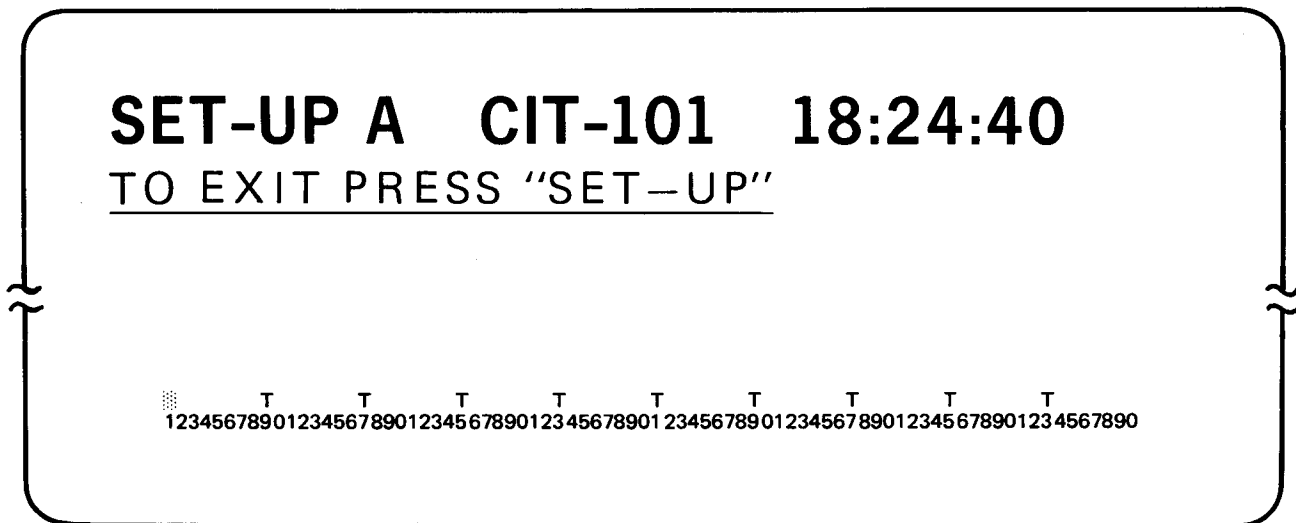 SET-UP A CIT-101 18:24:40
TO EXIT PRESS “SET—UP”
T T T T T T T T T
12345678901234567890123456789012345678901234567890123456789012345678901234567890